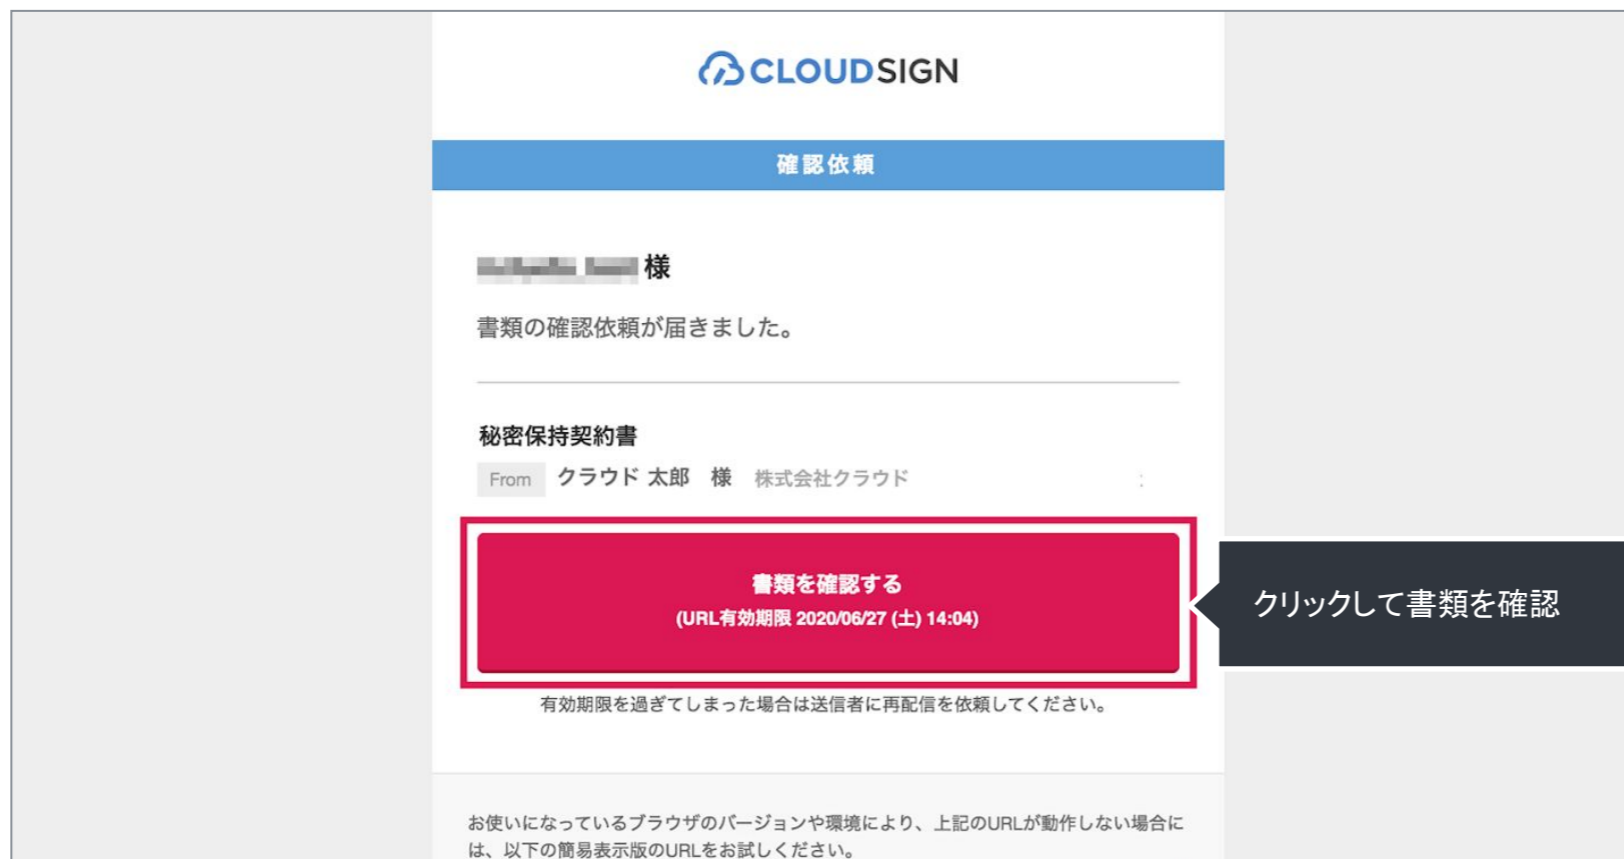 CLOUDSIGN
確認依頼
様
書類の確認依頼が届きました。
秘密保持契約書
From クラウド 太郎 様 株式会社クラウド :
書類を確認する
(URL有効期限 2020/06/27 (土) 14:04)
クリックして書類を確認
有効期限を過ぎてしまった場合は送信者に再配信を依頼してください。
お使いになっているブラウザのバージョンや環境により、上記のURLが動作しない場合に
は、以下の簡易表示版のURLをお試しください。